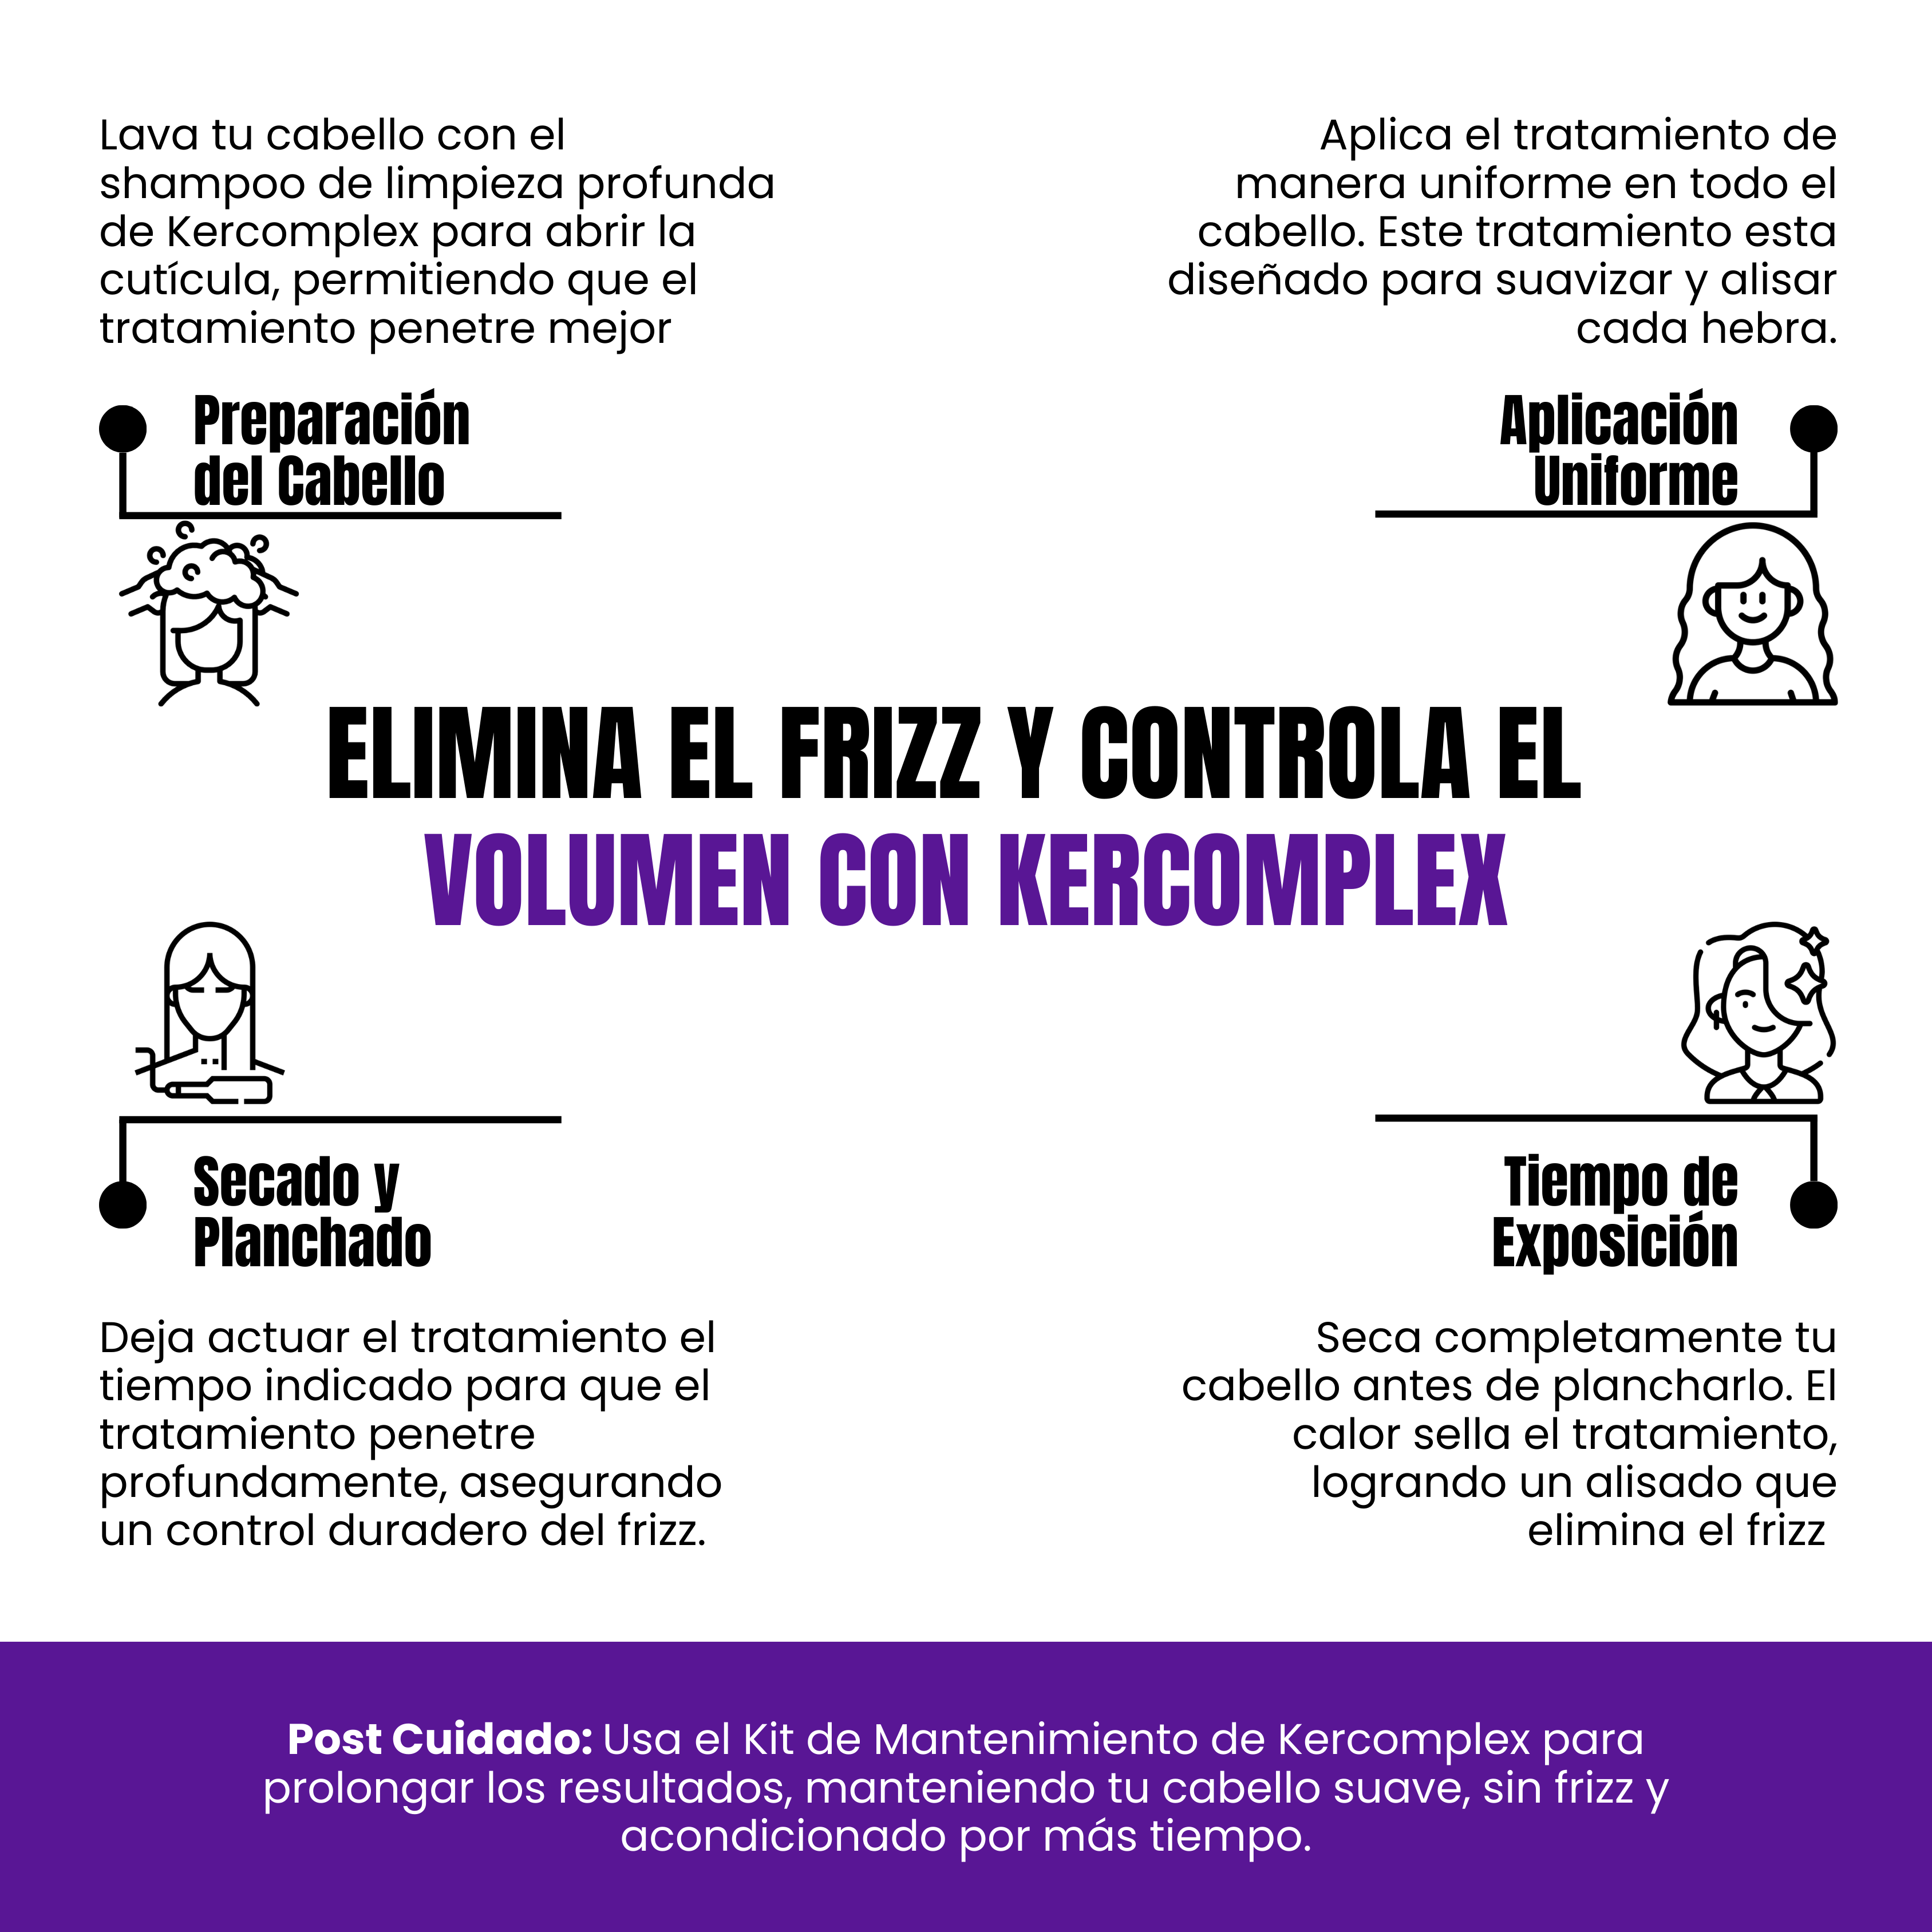 Lava tu cabello con el
shampoo de limpieza profunda
de Kercomplex para abrir la
cutícula, permitiendo que el
tratamiento penetre mejor
Preparación
del Cabello
Aplica el tratamiento de
manera uniforme en todo el
cabello. Este tratamiento esta
diseñado para suavizar y alisar
cada hebra.
Aplicación
Uniforme
ELIMINA EL FRIZZ Y CONTROLA EL
VOLUMEN CON KERCOMPLEX
Secado y
Planchado
Deja actuar el tratamiento el
tiempo indicado para que el
tratamiento penetre
profundamente, asegurando
un control duradero del frizz.
Tiempo de
Exposición
Seca completamente tu
cabello antes de plancharlo. El
calor sella el tratamiento,
logrando un alisado que
elimina el frizz
Post Cuidado: Usa el Kit de Mantenimiento de Kercomplex para
prolongar los resultados, manteniendo tu cabello suave, sin frizz y
acondicionado por más tiempo.